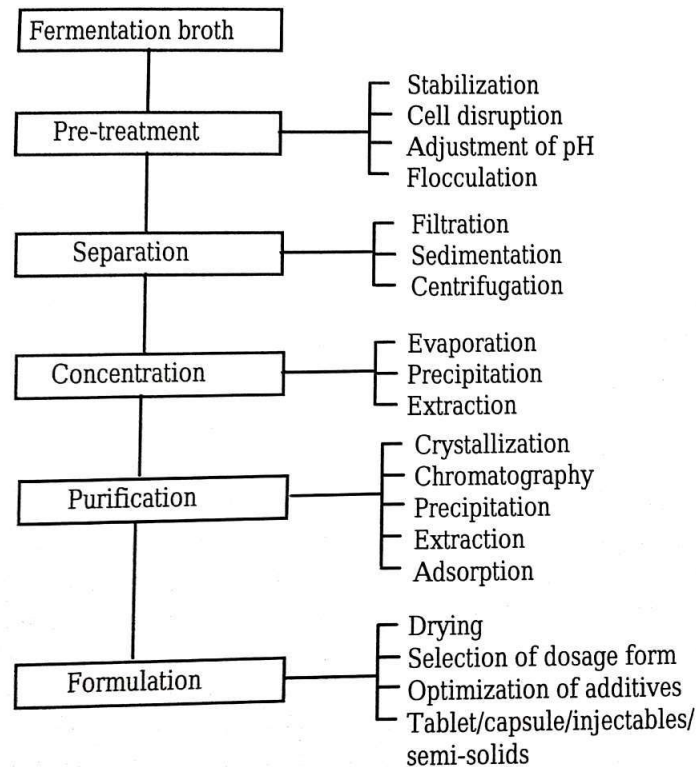 Fermentation broth
Pre-treatment
Stabilization
Cell disruption
Adjustment of pH
Flocculation
Separation
Filtration
Sedimentation
Centrifugation
Concentration
Evaporation
Precipitation
Extraction
Purification
Crystallization
Chromatography
Precipitation
Extraction
Adsorption
Formulation
Drying
Selection of dosage form
Optimization of additives
Tablet/capsule/injectables/
semi-solids